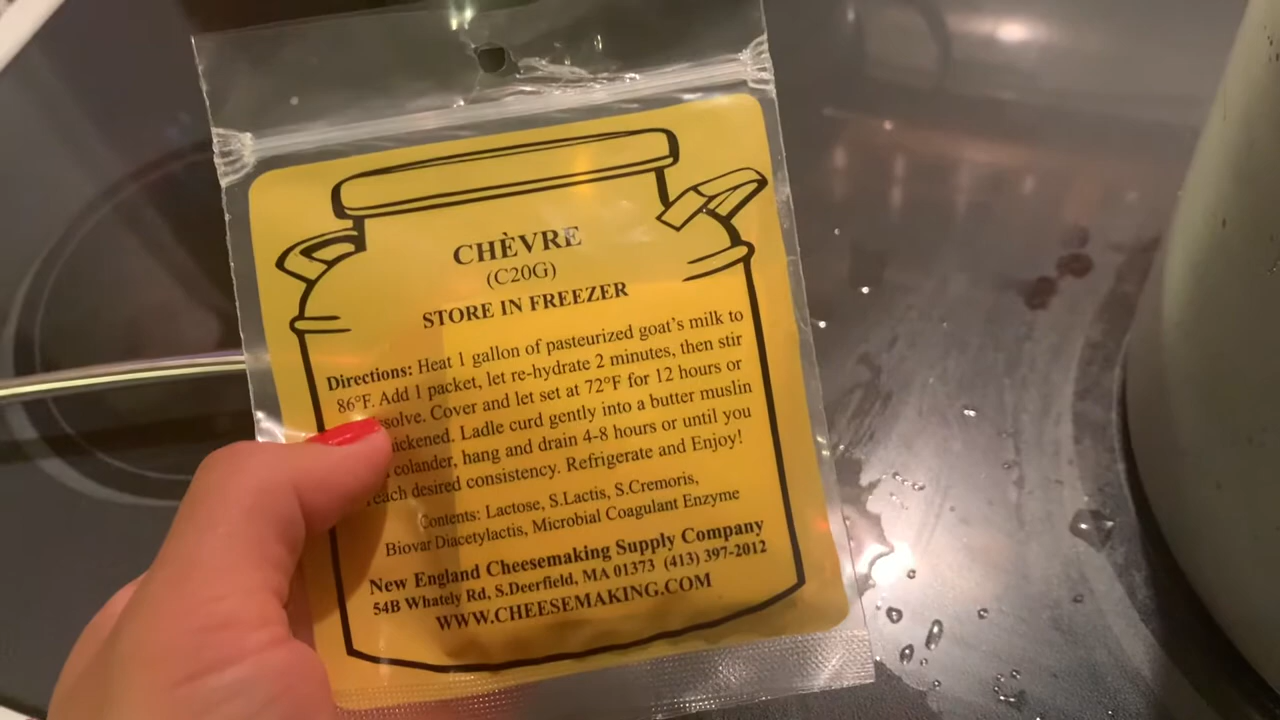 CHÈVRE
(C20G)
STORE IN FREEZER
Directions: Heat 1 gallon of pasteurized goat's milk to
86°F. Add 1 packet, let re-hydrate 2 minutes, then stir
solve. Cover and let set at 72°F for 12 hours or
hickened. Ladle curd gently into a butter muslin
colander, hang and drain 4-8 hours or until you
reach desired consistency. Refrigerate and Enjoy!
Contents: Lactose, S.Lactis, S.Cremoris,
Biovar Diacetylactis, Microbial Coagulant Enzyme
New England Cheesemaking Supply Company
54B Whately Rd, S.Deerfield, MA 01373 (413) 397-2012
WWW.CHEESEMAKING.COM